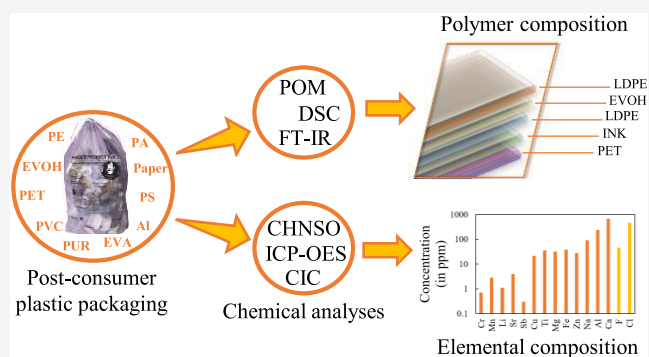 Polymer composition
POM
DSC
FT-IR
LDPE
EVOH
LDPE
INK
PET
PE
PA
EVOH
Paper
PET
PS
PVC
Al
PUR
EVA
Post-consumer
plastic packaging
CHNSO
ICP-OES
CIC
Chemical analyses
Concentration
(in ppm)
1000
100
10
1
0.1
Cr
Mn
Li
Sr
Sb
Cu
Ti
Mg
Fe
Zn
Na
Al
Ca
F
Cl
Elemental composition